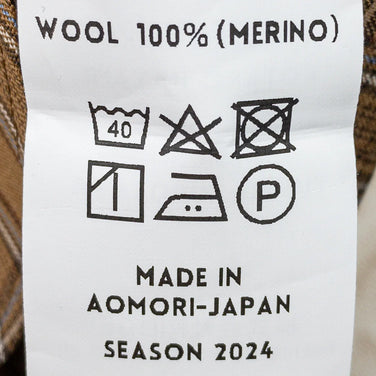 WOOL 100% (MERINO)
40
P
MADE IN
AOMORI-JAPAN
SEASON 2024